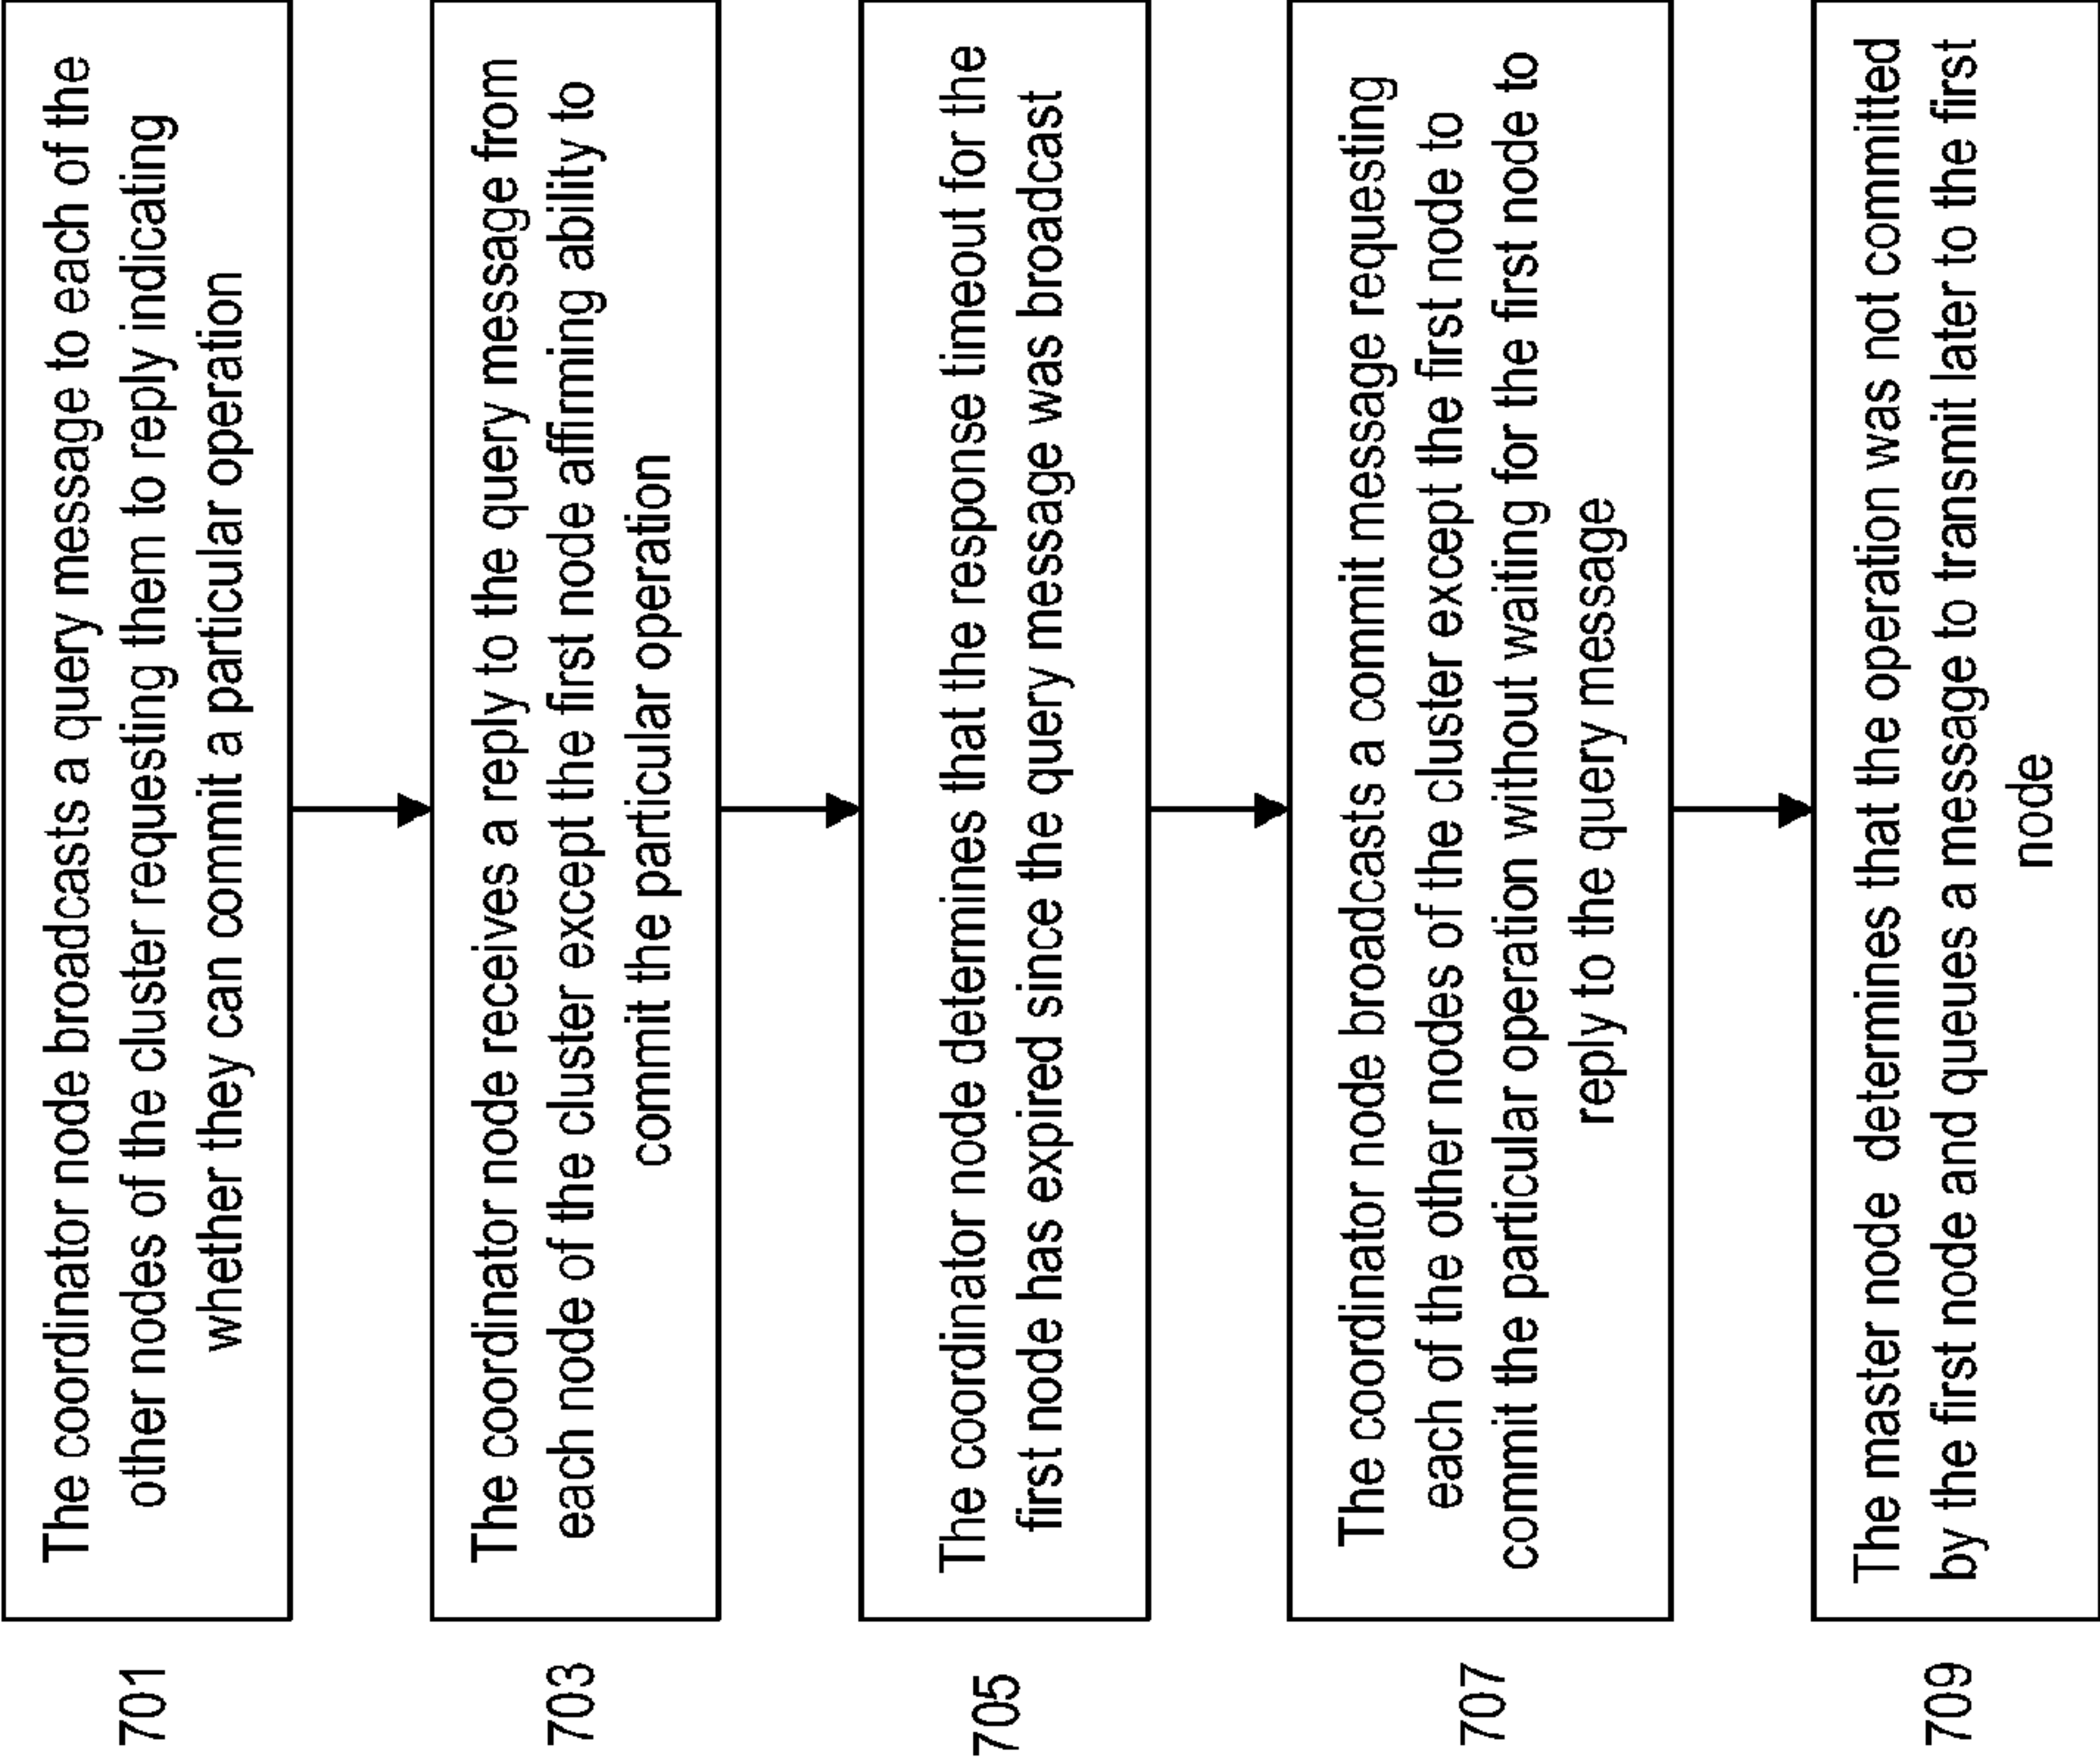 701
The coordinator node broadcasts a query message to each of the
other nodes of the cluster requesting them to reply indicating
whether they can commit a particular operation
703
The coordinator node receives a reply to the query message from
each node of the cluster except the first node affirming ability to
commit the particular operation
705
The coordinator node determines that the response timeout for the
first node has expired since the query message was broadcast
707
The coordinator node broadcasts a commit message requesting
each of the other nodes of the cluster except the first node to
commit the particular operation without waiting for the first node to
reply to the query message
709
The master node determines that the operation was not committed
by the first node and queues a message to transmit later to the first
node